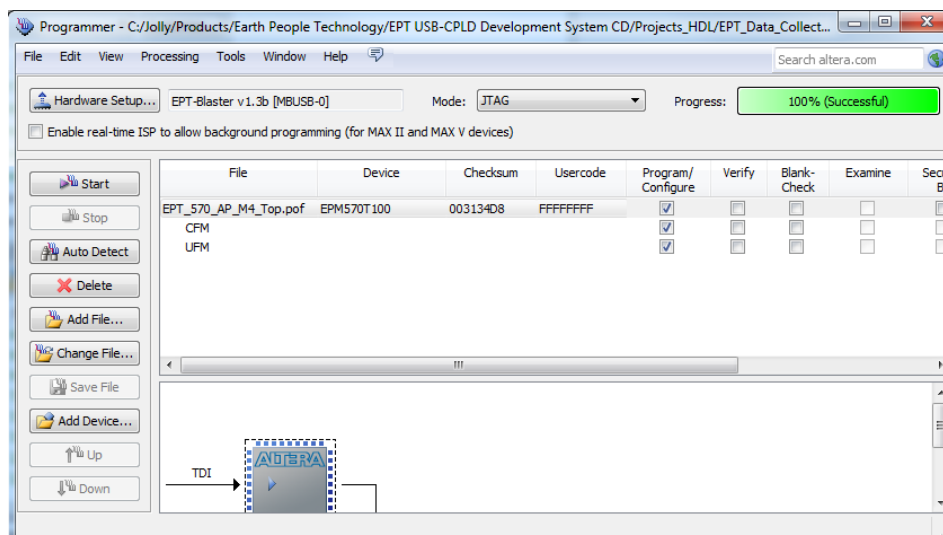 Programmer - C:/Jolly/Products/Earth People Technology/EPT USB-CPLD Development System CD/Projects_HDL/EPT_Data_Collect...
File Edit View Processing Tools Window Help
Search altera.com
Hardware Setup... EPT-Blaster v1.3b [MBUSB-0] Mode: JTAG Progress: 100% (Successful)
Enable real-time ISP to allow background programming (for MAX II and MAX V devices)
Start
Stop
Auto Detect
Delete
Add File...
Change File...
Save File
Add Device...
Up
Down
File Device Checksum Usercode Program/ Verify Blank- Examine Secu
Configure Check B
EPT_570_AP_M4_Top.pof EPM570T100 003134D8 FFFFFFFF
CFM
UFM
TDI
ALTERA